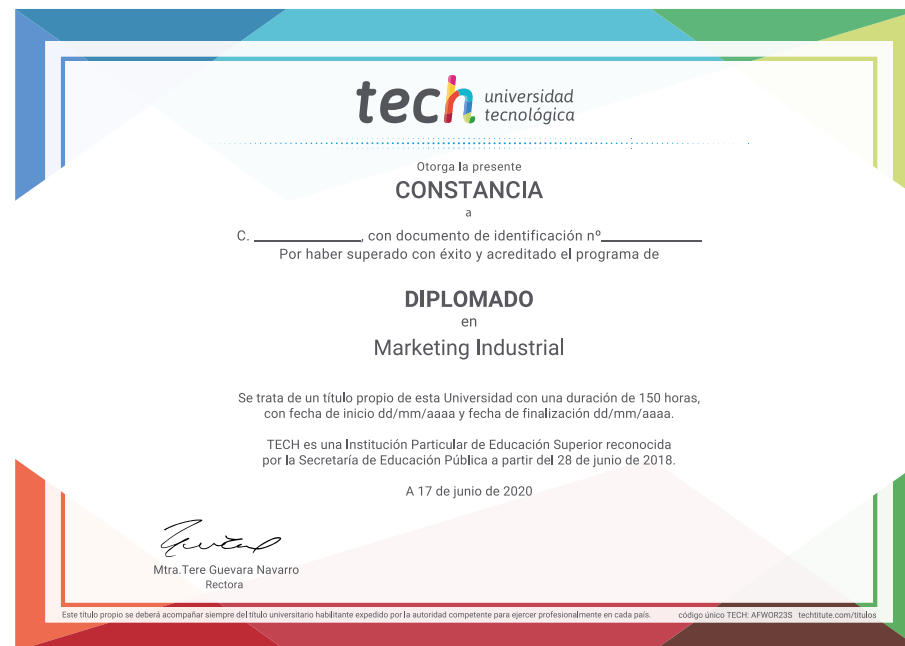 tech universidad
tecnológica
Otorga la presente
CONSTANCIA
a
C. ____________, con documento de identificación nº____________
Por haber superado con éxito y acreditado el programa de
DIPLOMADO
en
Marketing Industrial
Se trata de un título propio de esta Universidad con una duración de 150 horas,
con fecha de inicio dd/mm/aaaa y fecha de finalización dd/mm/aaaa.
TECH es una Institución Particular de Educación Superior reconocida
por la Secretaría de Educación Pública a partir del 28 de junio de 2018.
A 17 de junio de 2020
Mtra.Tere Guevara Navarro
Rectora
Este título propio se deberá acompañar siempre del título universitario habilitante expedido por la autoridad competente para ejercer profesionalmente en cada país. código único TECH: AFWOR23S techtitute.com/titulos